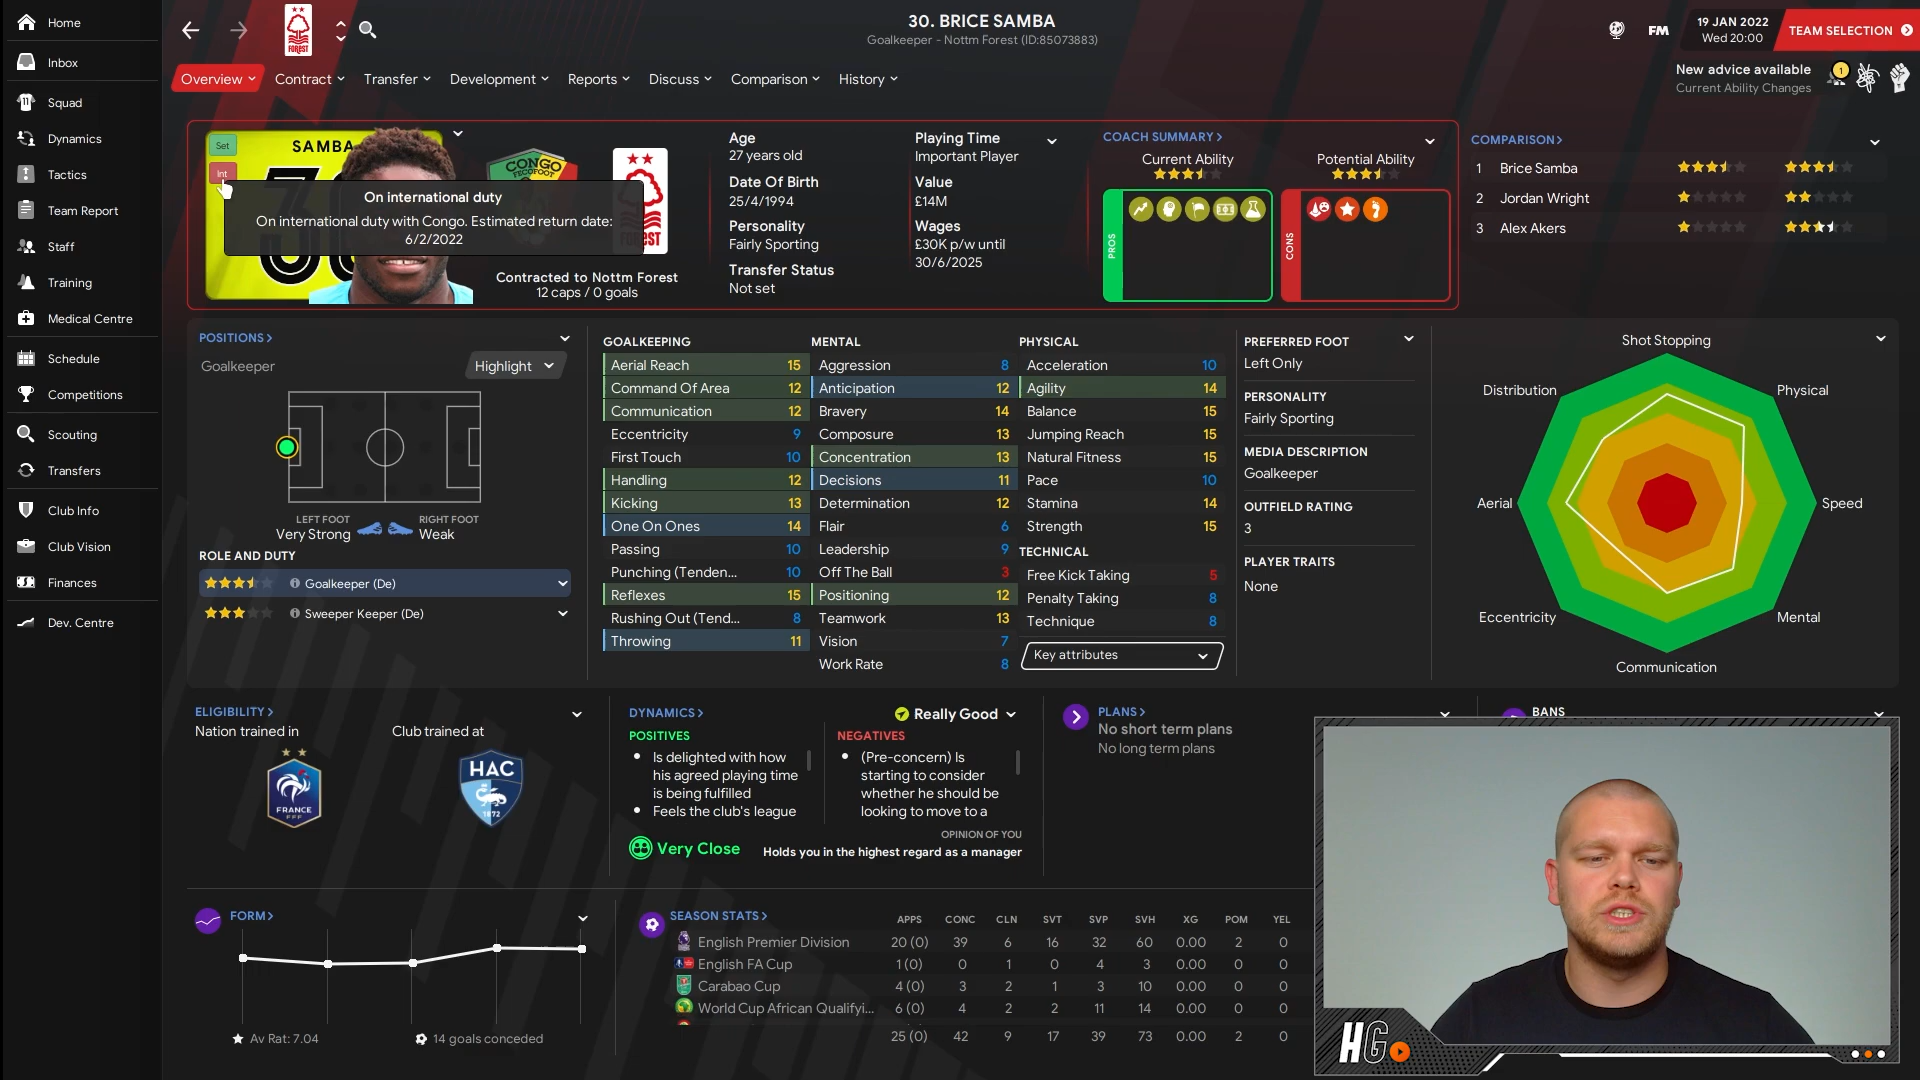 Home
Inbox
Squad
Dynamics
Tactics
Team Report
Staff
Training
Medical Centre
Schedule
Competitions
Scouting
Transfers
Club Info
Club Vision
Finances
Dev. Centre
FOREST
30. BRICE SAMBA
Goalkeeper - Nottm Forest (ID:85073883)
FM
19 JAN 2022
Wed 20:00
TEAM SELECTION
Overview
Contract
Transfer
Development
Reports
Discuss
Comparison
History
New advice available
Current Ability Changes
1
Set
Int
SAMBA
CONGO
FECOFOOT
FOREST
On international duty
On international duty with Congo. Estimated return date:
6/2/2022
Contracted to Nottm Forest
12 caps / 0 goals
Age
27 years old
Date Of Birth
25/4/1994
Personality
Fairly Sporting
Transfer Status
Not set
Playing Time
Important Player
Value
£14M
Wages
£30K p/w until
30/6/2025
COACH SUMMARY >
Current Ability
Potential Ability
PROS
CONS
COMPARISON >
1 Brice Samba
2 Jordan Wright
3 Alex Akers
POSITIONS >
Goalkeeper
Highlight
LEFT FOOT
Very Strong
RIGHT FOOT
Weak
ROLE AND DUTY
Goalkeeper (De)
Sweeper Keeper (De)
GOALKEEPING
Aerial Reach 15
Command Of Area 12
Communication 12
Eccentricity 9
First Touch 10
Handling 12
Kicking 13
One On Ones 14
Passing 10
Punching (Tenden... 10
Reflexes 15
Rushing Out (Tend... 8
Throwing 11
MENTAL
Aggression 8
Anticipation 12
Bravery 14
Composure 13
Concentration 13
Decisions 11
Determination 12
Flair 6
Leadership 9
Off The Ball 3
Positioning 12
Teamwork 13
Vision 7
Work Rate 8
PHYSICAL
Acceleration 10
Agility 14
Balance 15
Jumping Reach 15
Natural Fitness 15
Pace 10
Stamina 14
Strength 15
TECHNICAL
Free Kick Taking 5
Penalty Taking 8
Technique 8
Key attributes
PREFERRED FOOT
Left Only
PERSONALITY
Fairly Sporting
MEDIA DESCRIPTION
Goalkeeper
OUTFIELD RATING
3
PLAYER TRAITS
None
Shot Stopping
Physical
Speed
Mental
Communication
Eccentricity
Aerial
Distribution
ELIGIBILITY >
Nation trained in
Club trained at
FRANCE
FFF
HAC
1872
DYNAMICS >
Really Good
POSITIVES
Is delighted with how
his agreed playing time
is being fulfilled
Feels the club's league
NEGATIVES
(Pre-concern) Is
starting to consider
whether he should be
looking to move to a
Very Close
OPINION OF YOU
Holds you in the highest regard as a manager
PLANS >
No short term plans
No long term plans
BANS
FORM >
Av Rat: 7.04
14 goals conceded
SEASON STATS > APPS CONC CLN SVT SVP SVH XG POM YEL
English Premier Division 20 (0) 39 6 16 32 60 0.00 2 0
English FA Cup 1 (0) 0 1 0 4 3 0.00 0 0
Carabao Cup 4 (0) 3 2 1 3 10 0.00 0 0
World Cup African Qualifyi... 6 (0) 4 2 2 11 14 0.00 0 0
25 (0) 42 9 17 39 73 0.00 2 0
HG